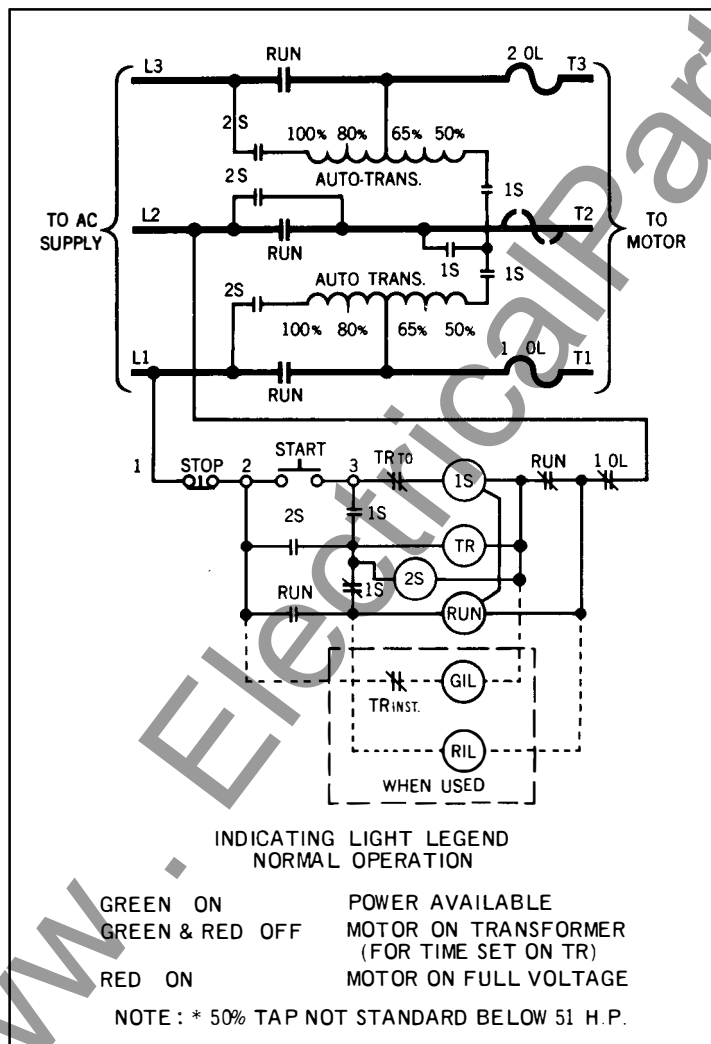 RUN
L3
2 OL
T3
2S
100% 80% 65% 50%
AUTO-TRANS.
2S
1S
TO AC SUPPLY
L2
T2
TO MOTOR
RUN
1S
1S
2S
AUTO TRANS.
100% 80% 65% 50%
L1
1 OL
T1
RUN
1
STOP
2
START
3
TR TO
1S
RUN
1 OL
2S
1S
TR
1S
2S
RUN
RUN
TR INST.
GIL
RIL
WHEN USED
INDICATING LIGHT LEGEND
NORMAL OPERATION
GREEN ON POWER AVAILABLE
GREEN & RED OFF MOTOR ON TRANSFORMER
(FOR TIME SET ON TR)
RED ON MOTOR ON FULL VOLTAGE
NOTE: * 50% TAP NOT STANDARD BELOW 51 H.P.
w . ElectricalPart